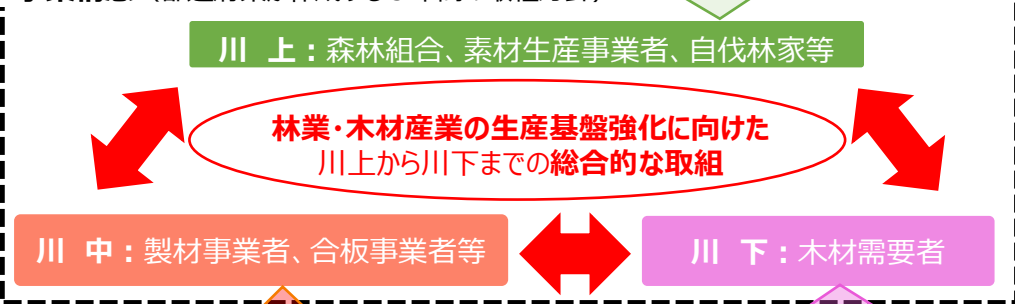 川 上：森林組合、素材生産事業者、自伐林家等
林業・木材産業の生産基盤強化に向けた
川上から川下までの総合的な取組
川 中：製材事業者、合板事業者等
川 下：木材需要者